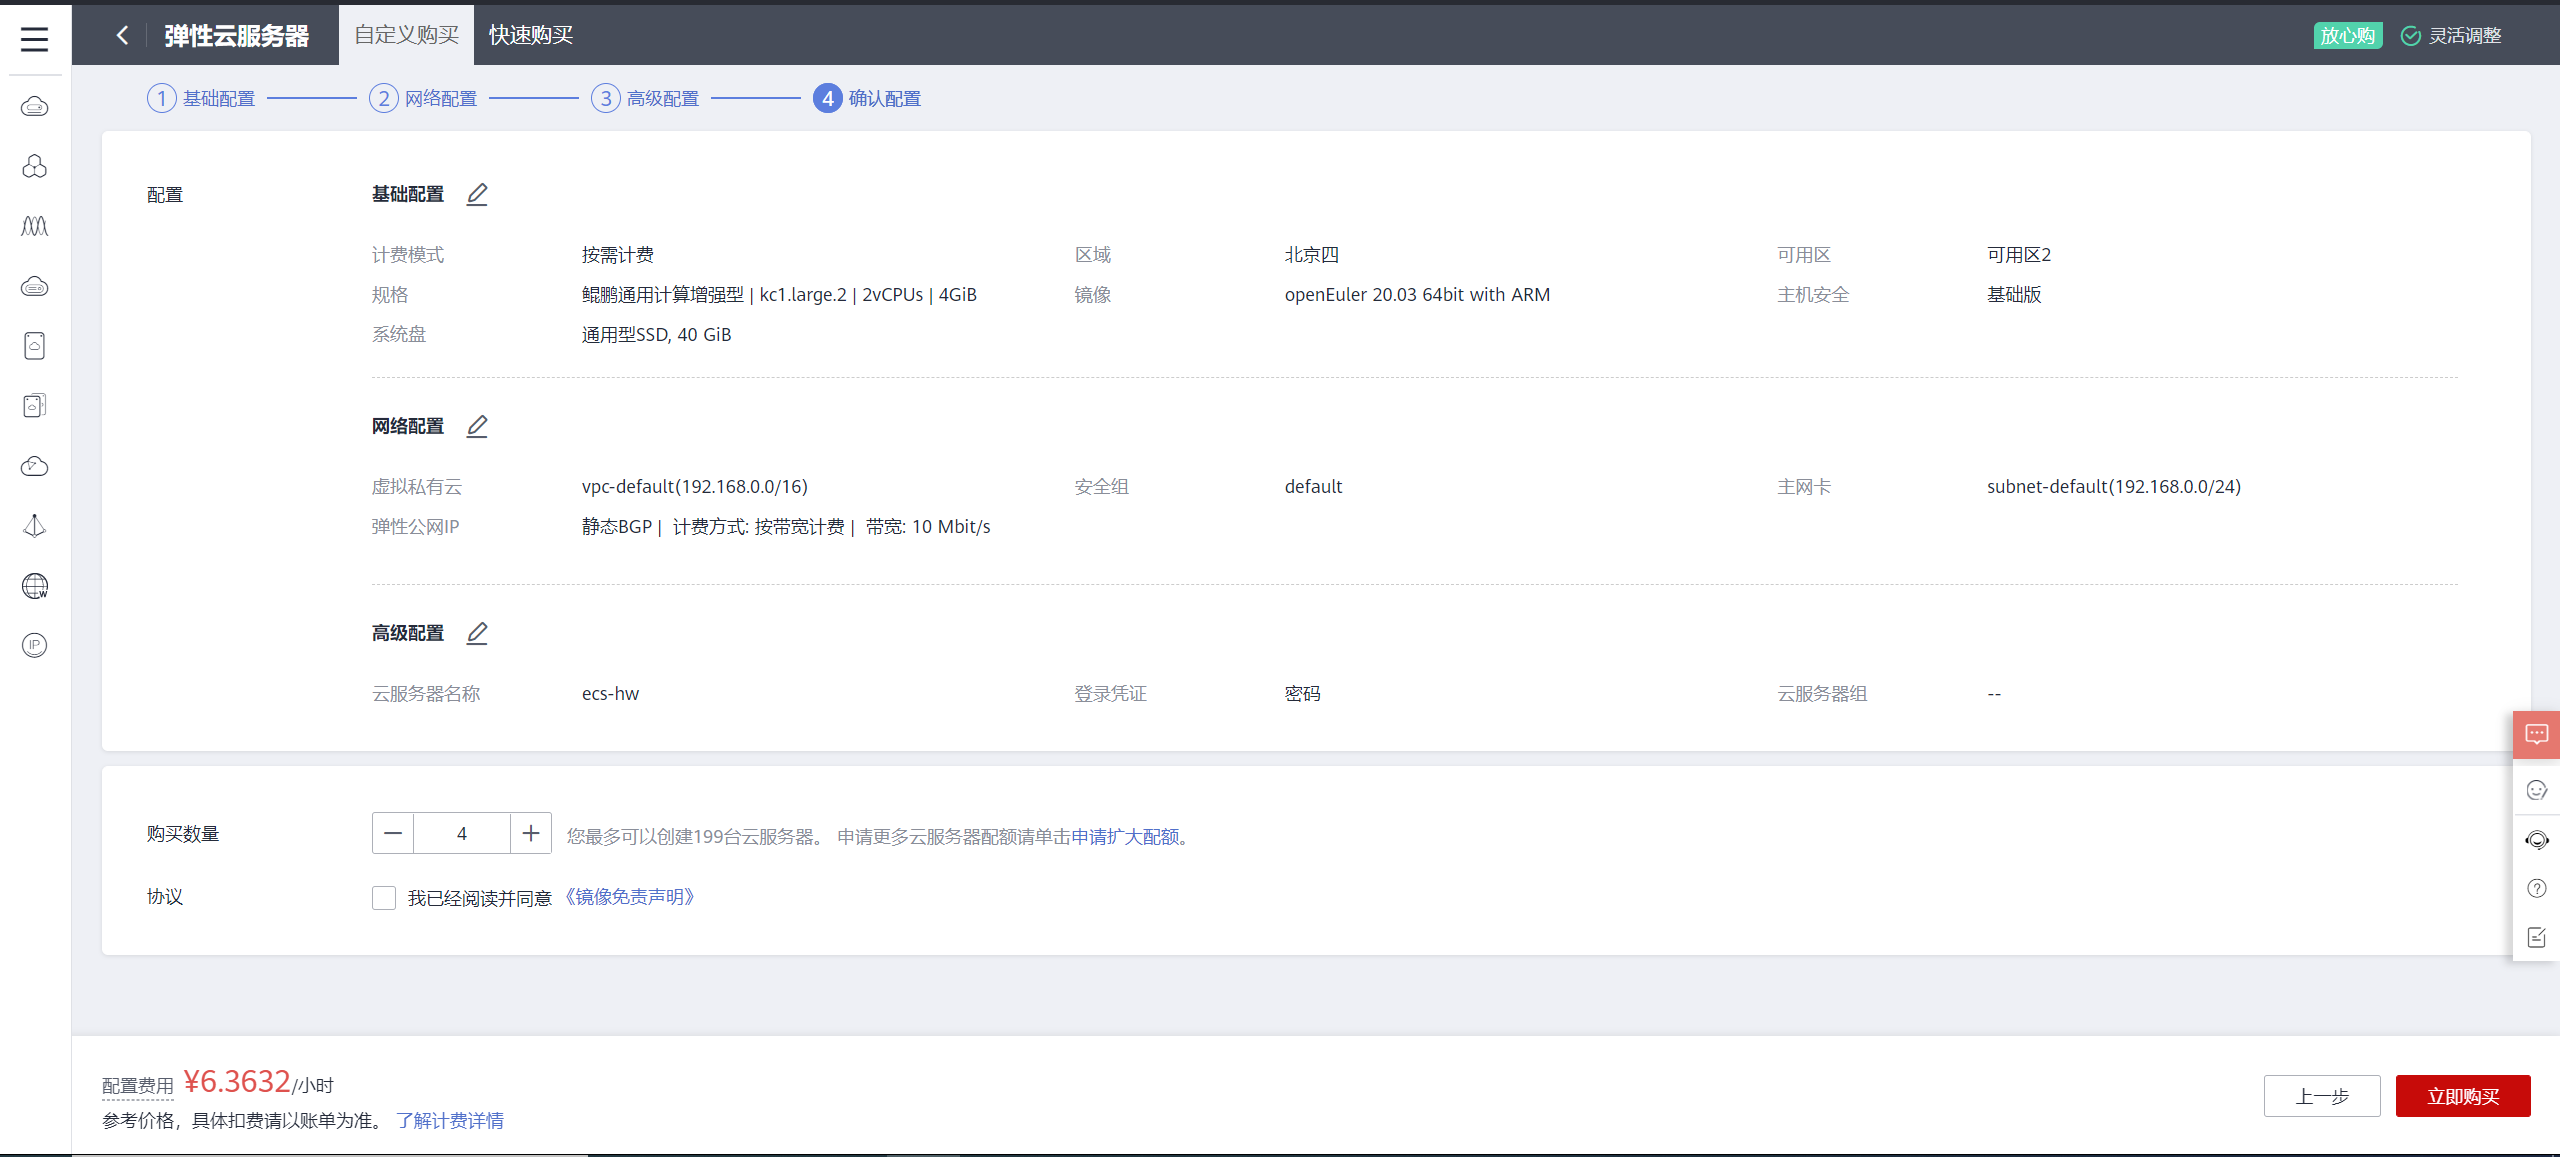 弹性云服务器 自定义购买 快速购买 放心购 灵活调整
1 基础配置 2 网络配置 3 高级配置 4 确认配置
配置 基础配置
计费模式 按需计费 区域 北京四 可用区 可用区2
规格 鲲鹏通用计算增强型 | kc1.large.2 | 2vCPUs | 4GiB 镜像 openEuler 20.03 64bit with ARM 主机安全 基础版
系统盘 通用型SSD, 40 GiB
网络配置
虚拟私有云 vpc-default(192.168.0.0/16) 安全组 default 主网卡 subnet-default(192.168.0.0/24)
弹性公网IP 静态BGP | 计费方式: 按带宽计费 | 带宽: 10 Mbit/s
高级配置
云服务器名称 ecs-hw 登录凭证 密码 云服务器组 --
购买数量 4 您最多可以创建199台云服务器。 申请更多云服务器配额请单击申请扩大配额。
协议 我已经阅读并同意 《镜像免责声明》
配置费用 ¥6.3632/小时
参考价格，具体扣费请以账单为准。 了解计费详情
上一步 立即购买
W
IP